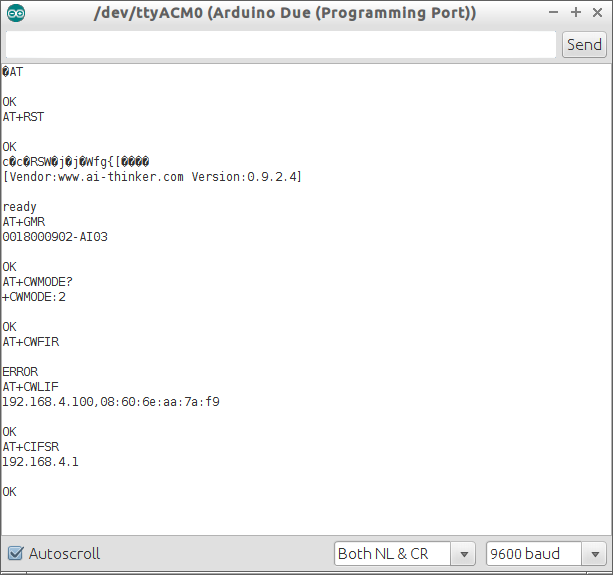 /dev/ttyACM0 (Arduino Due (Programming Port))
Send
�AT
OK
AT+RST
OK
c�c�RSW�j�j�Wfg{[����
[Vendor:www.ai-thinker.com Version:0.9.2.4]
ready
AT+GMR
0018000902-AI03
OK
AT+CWMODE?
+CWMODE:2
OK
AT+CWFIR
ERROR
AT+CWLIF
192.168.4.100,08:60:6e:aa:7a:f9
OK
AT+CIFSR
192.168.4.1
OK
Autoscroll
Both NL & CR
9600 baud